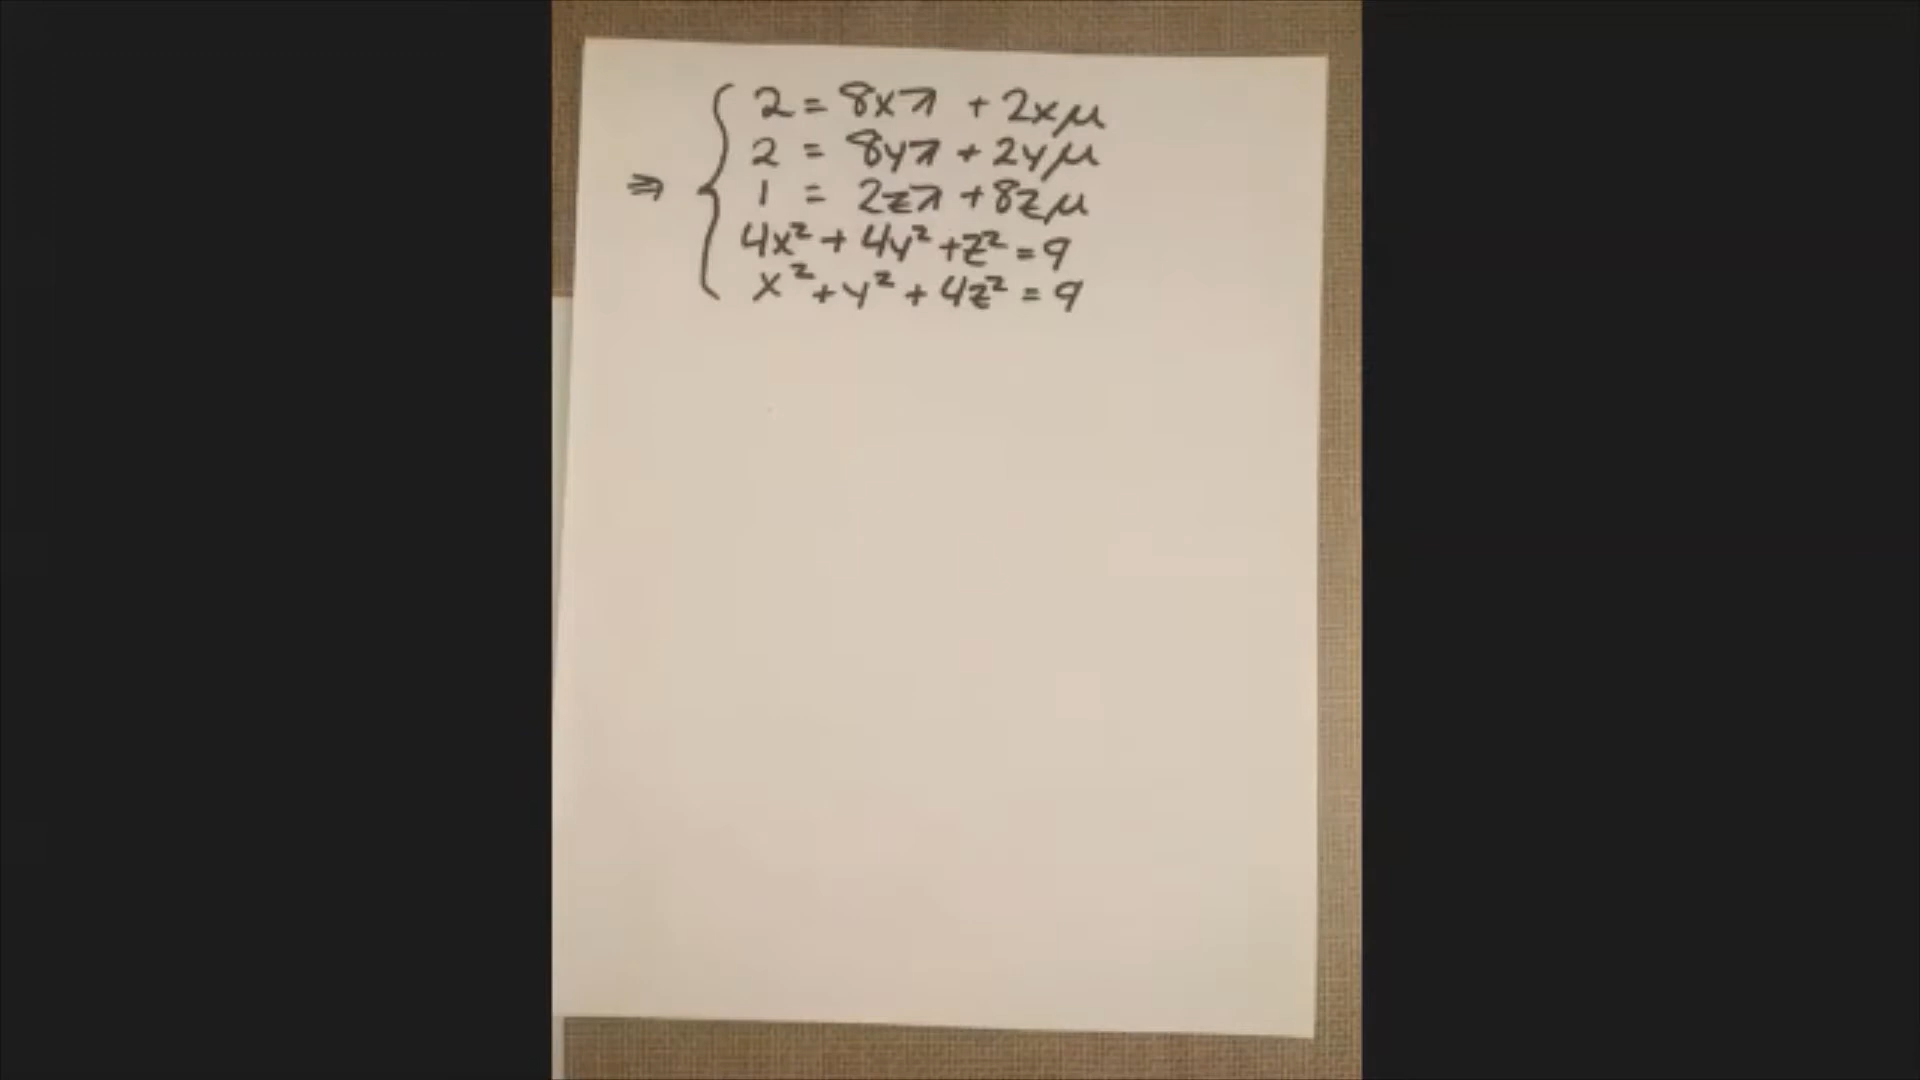 ⇒ { 2 = 8xλ + 2xμ
2 = 8yλ + 2yμ
1 = 2zλ + 8zμ
4x² + 4y² + z² = 9
x² + y² + 4z² = 9